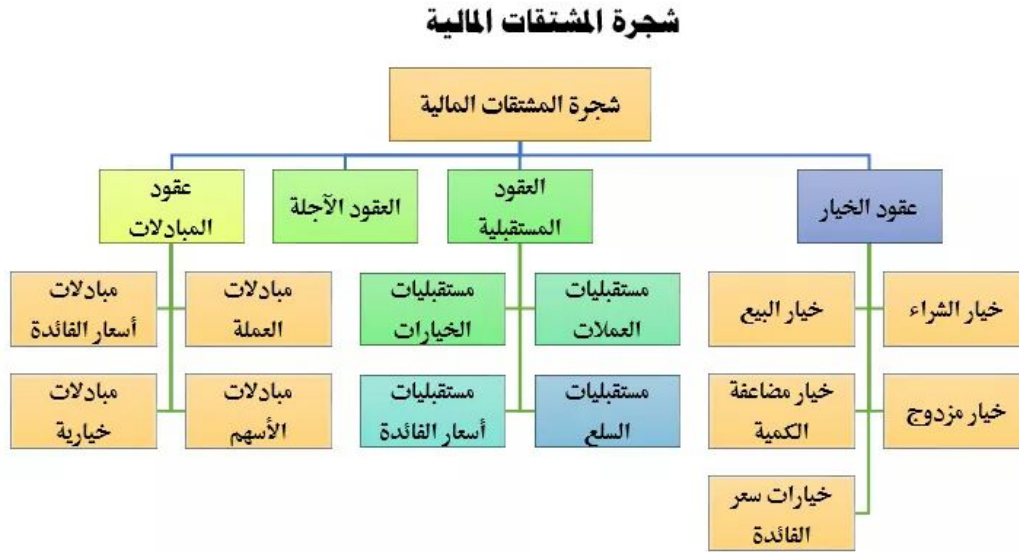 شجرة المشتقات المالية
شجرة المشتقات المالية
عقود الخيار
العقود
المستقبلية
العقود الآجلة
عقود
المبادلات
خيار الشراء
خيار البيع
خيار مزدوج
خيار مضاعفة
الكمية
خيارات سعر
الفائدة
مستقبليات
العملات
مستقبليات
الخيارات
مستقبليات
السلع
مستقبليات
أسعار الفائدة
مبادلات
العملة
مبادلات
أسعار الفائدة
مبادلات
الأسهم
مبادلات
خيارية